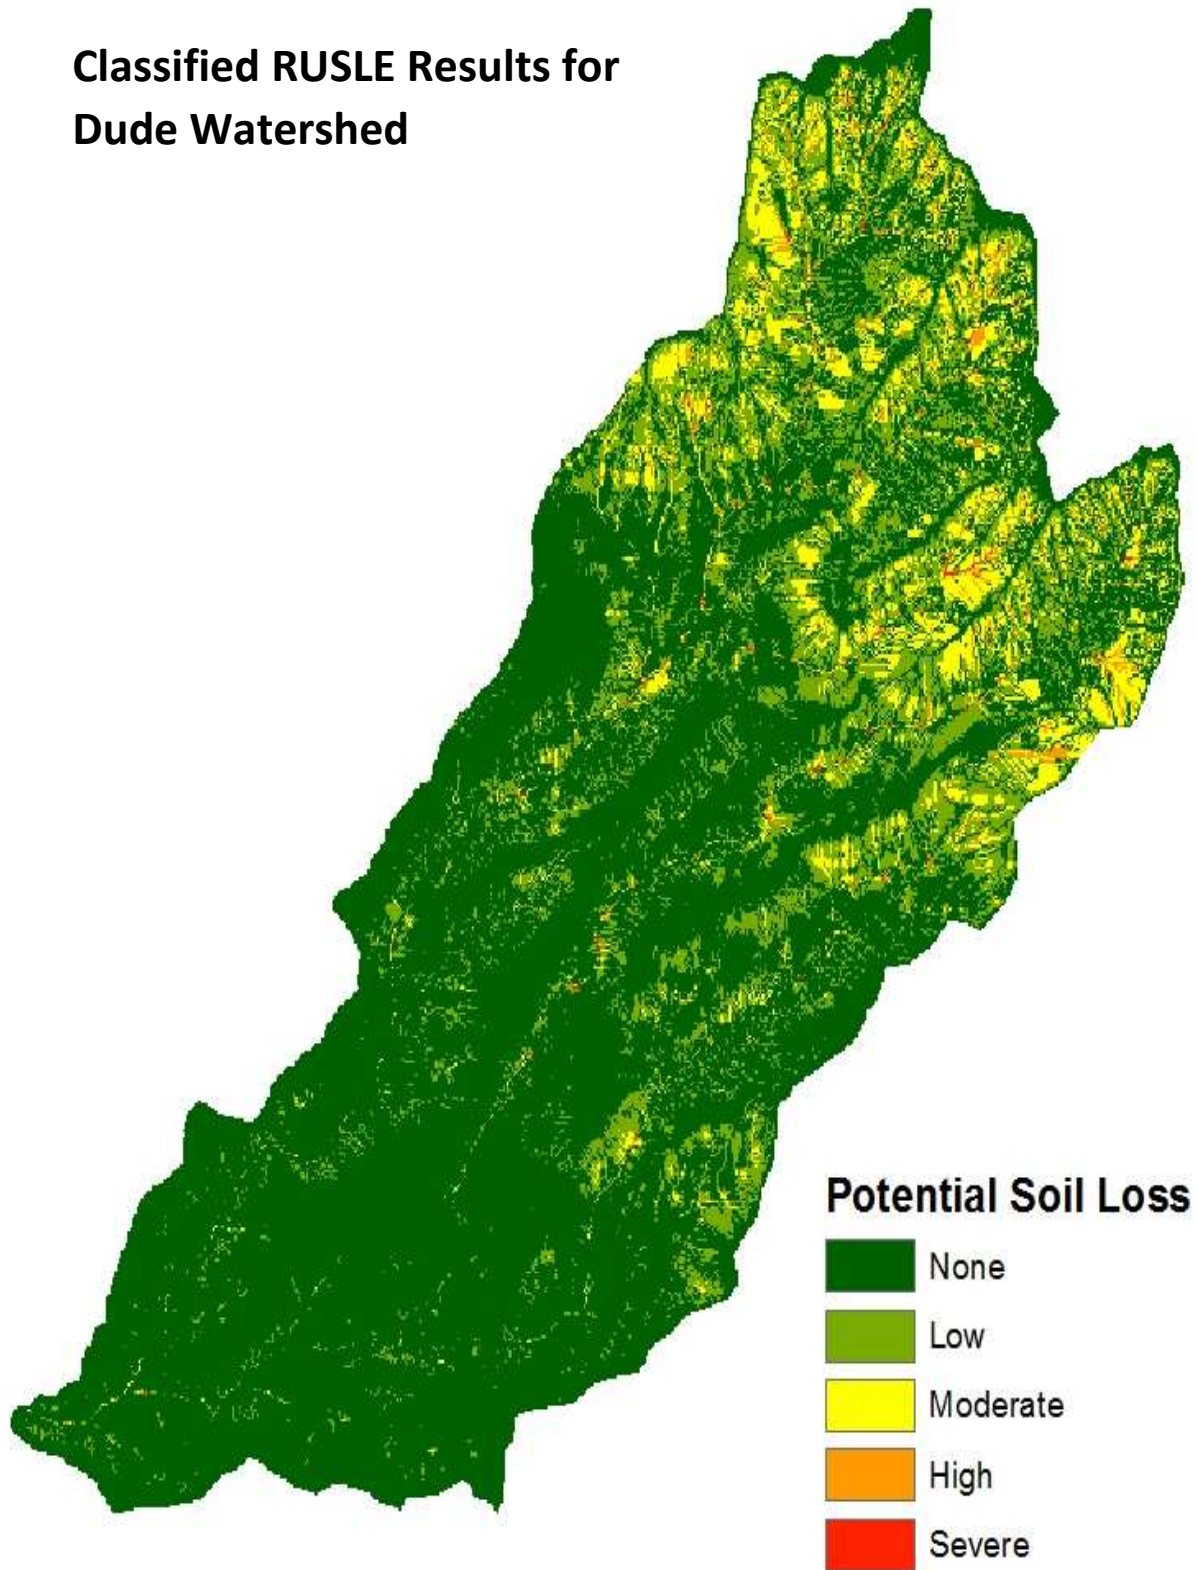 Classified RUSLE Results for
Dude Watershed
Potential Soil Loss
None
Low
Moderate
High
Severe